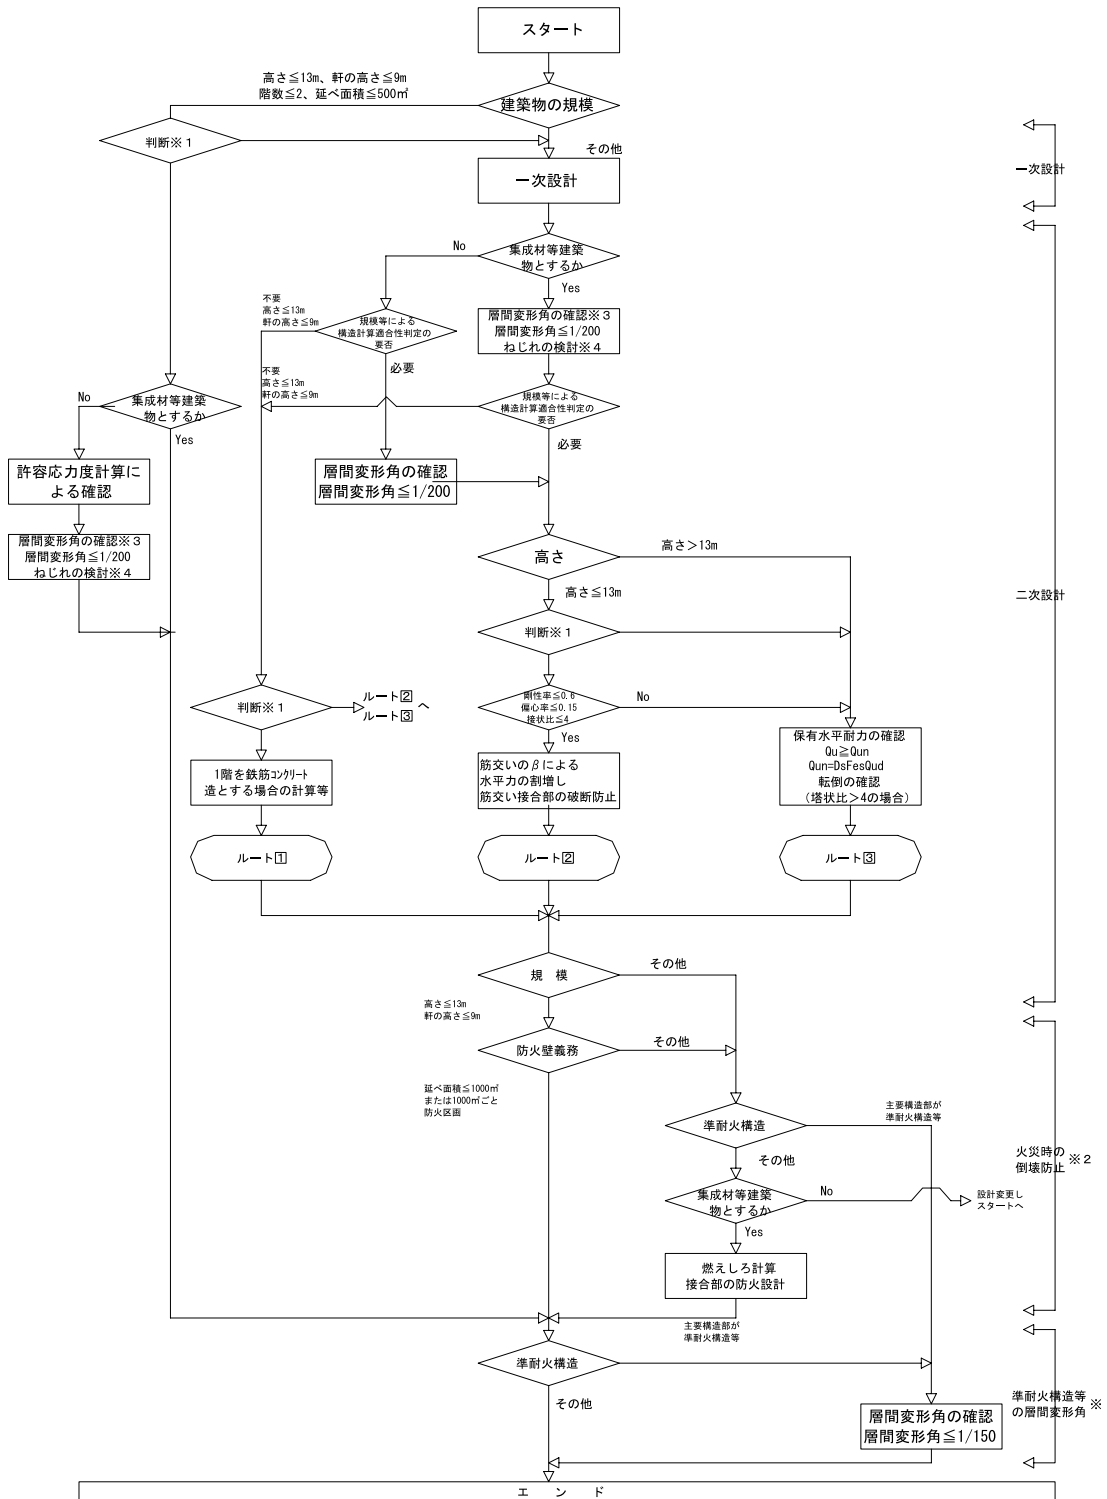 スタート
高さ≦13m、軒の高さ≦9m
階数≦2、延べ面積≦500㎡
建築物の規模
判断※1
その他
一次設計
一次設計
No
集成材等建築
物とするか
Yes
不要
高さ≦13m
軒の高さ≦9m
規模等による
構造計算適合性判定の
要否
層間変形角の確認※3
層間変形角≦1/200
ねじれの検討※4
必要
不要
高さ≦13m
軒の高さ≦9m
規模等による
構造計算適合性判定の
要否
必要
No
集成材等建築
物とするか
Yes
許容応力度計算に
よる確認
層間変形角の確認
層間変形角≦1/200
層間変形角の確認※3
層間変形角≦1/200
ねじれの検討※4
高さ
高さ>13m
高さ≦13m
二次設計
判断※1
判断※1
ルート②
ルート③
へ
剛性率≦0.6
偏心率≦0.15
接状比≦4
No
Yes
保有水平耐力の確認
Qu≧Qun
Qun=DsFesQud
転倒の確認
(塔状比>4の場合)
1階を鉄筋コンクリート
造とする場合の計算等
筋交いのβによる
水平力の割増し
筋交い接合部の破断防止
ルート①
ルート②
ルート③
規 模
その他
高さ≦13m
軒の高さ≦9m
防火壁義務
その他
延べ面積≦1000㎡
または1000㎡ごと
防火区画
準耐火構造
主要構造部が
準耐火構造等
その他
火災時の
倒壊防止
※2
集成材等建築
物とするか
No
設計変更し
スタートへ
Yes
燃えしろ計算
接合部の防火設計
主要構造部が
準耐火構造等
準耐火構造
その他
層間変形角の確認
層間変形角≦1/150
準耐火構造等
の層間変形角
※
エ ン ド